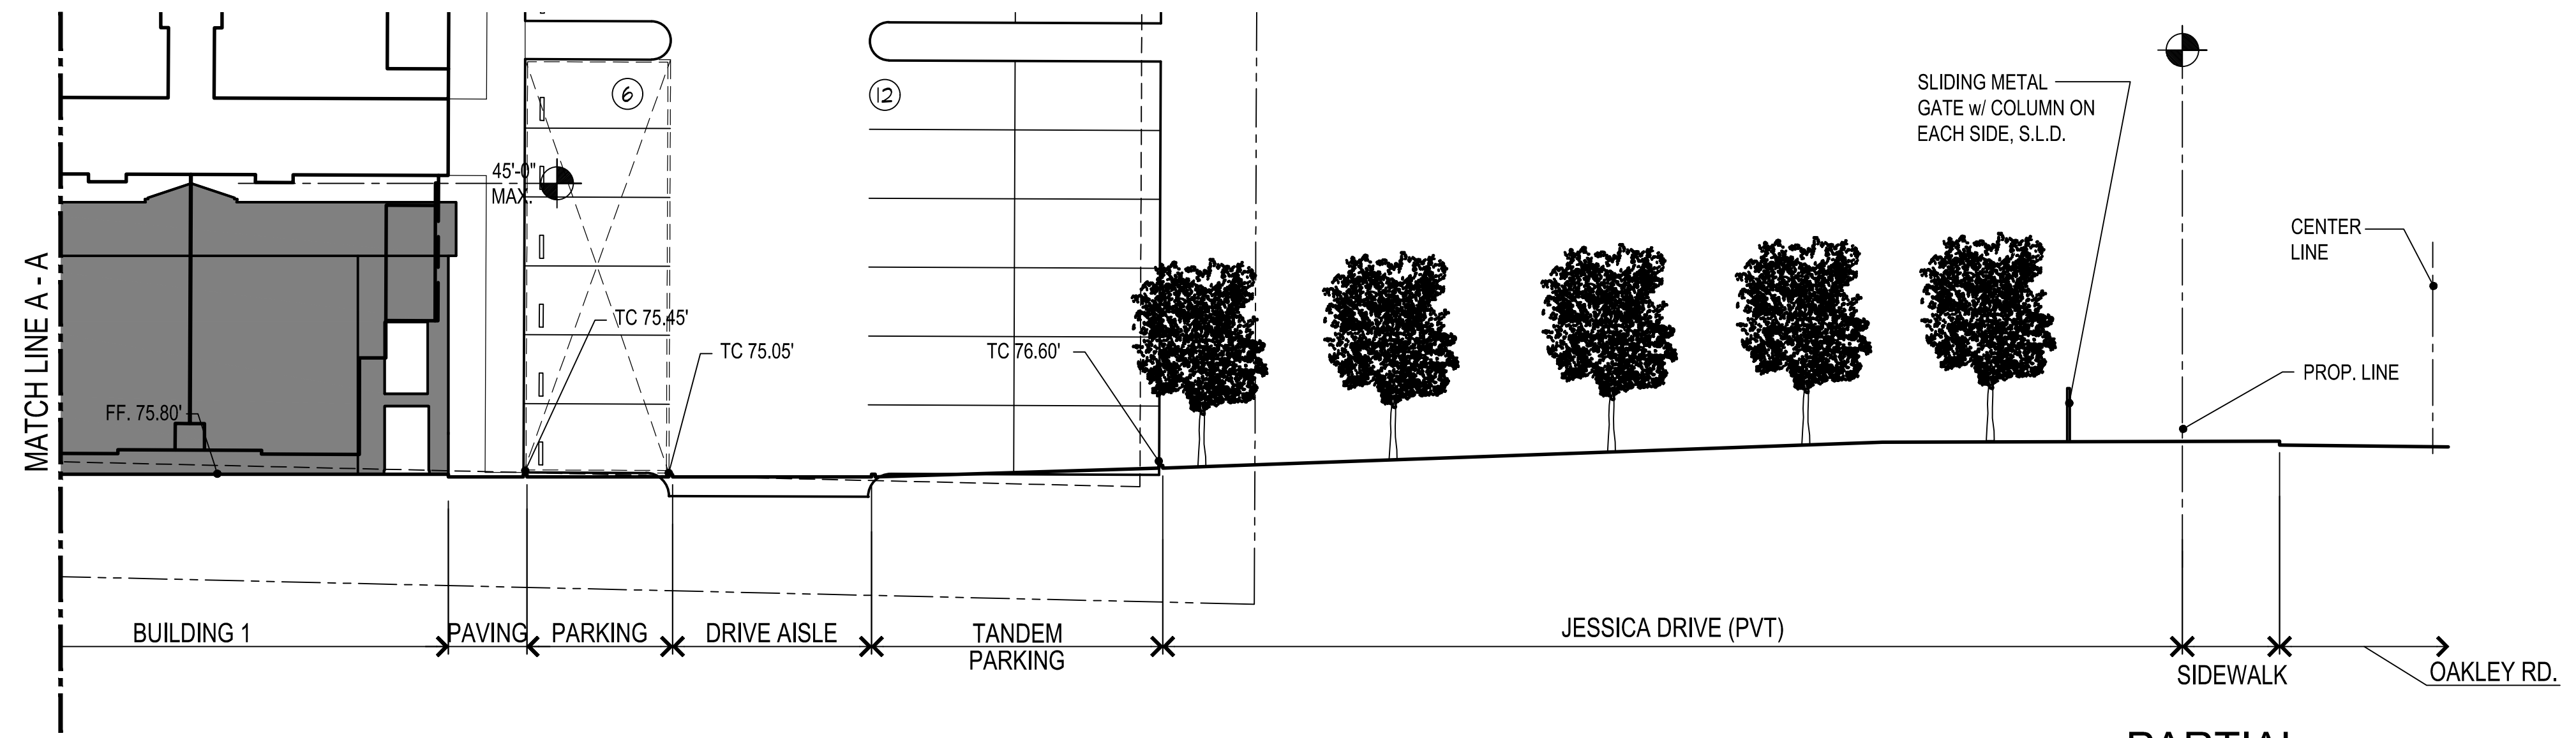 6
12
SLIDING METAL
GATE w/ COLUMN ON
EACH SIDE, S.L.D.
45'-0"
MAX.
CENTER
LINE
MATCH LINE A - A
TC 75.45'
TC 75.05'
TC 76.60'
PROP. LINE
FF. 75.80'
BUILDING 1
PAVING
PARKING
DRIVE AISLE
TANDEM
PARKING
JESSICA DRIVE (PVT)
SIDEWALK
OAKLEY RD.